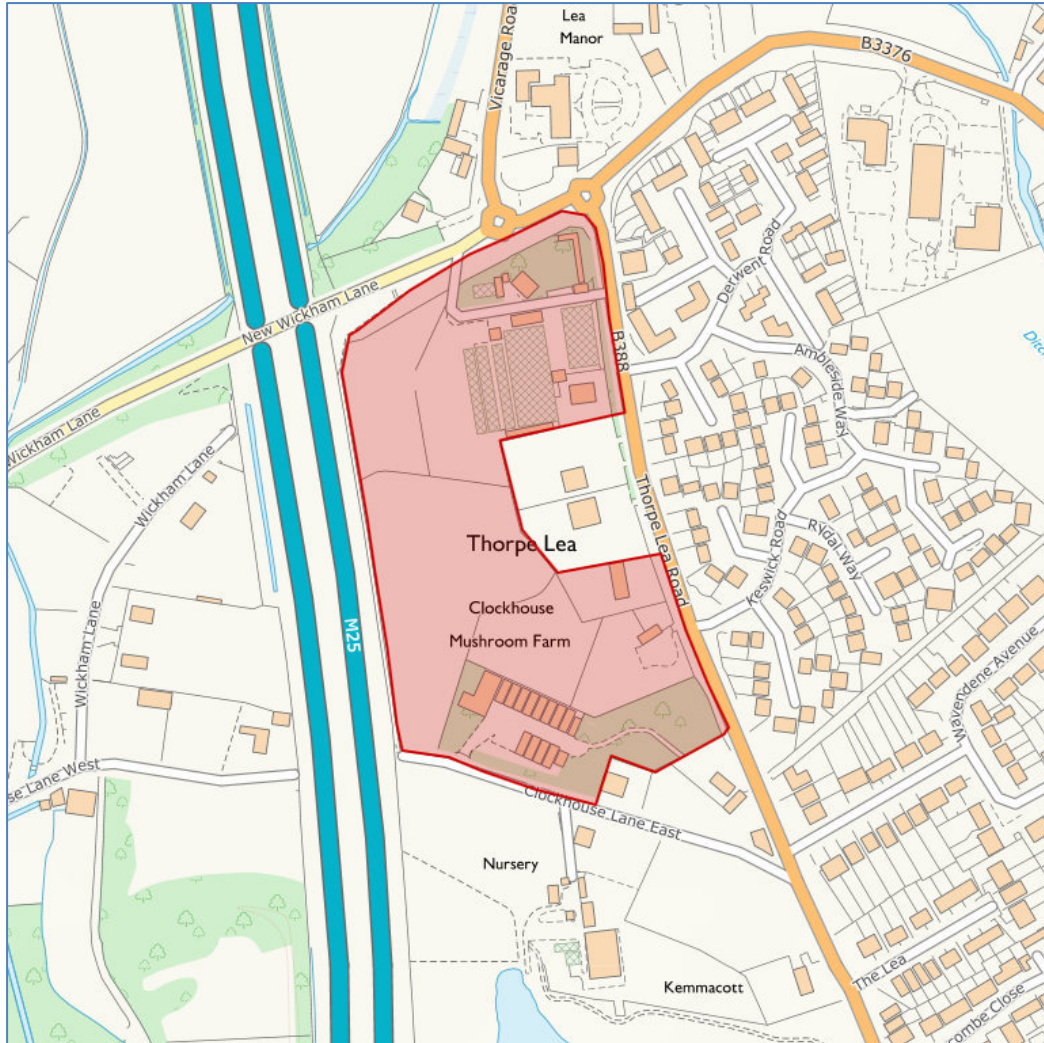 Lea
Manor
Vicarage Road
B3376
New Wickham Lane
Derwent Road
B388
Ambleside Way
Wickham Lane
Wickham Lane
Thorpe Lea Road
Thorpe Lea
Keswick Road
Rydal Way
Clockhouse
Mushroom Farm
M25
Wickham Lane
Wavendene Avenue
se Lane West
Clockhouse Lane East
Nursery
Kemmacott
The Lea
combe Close